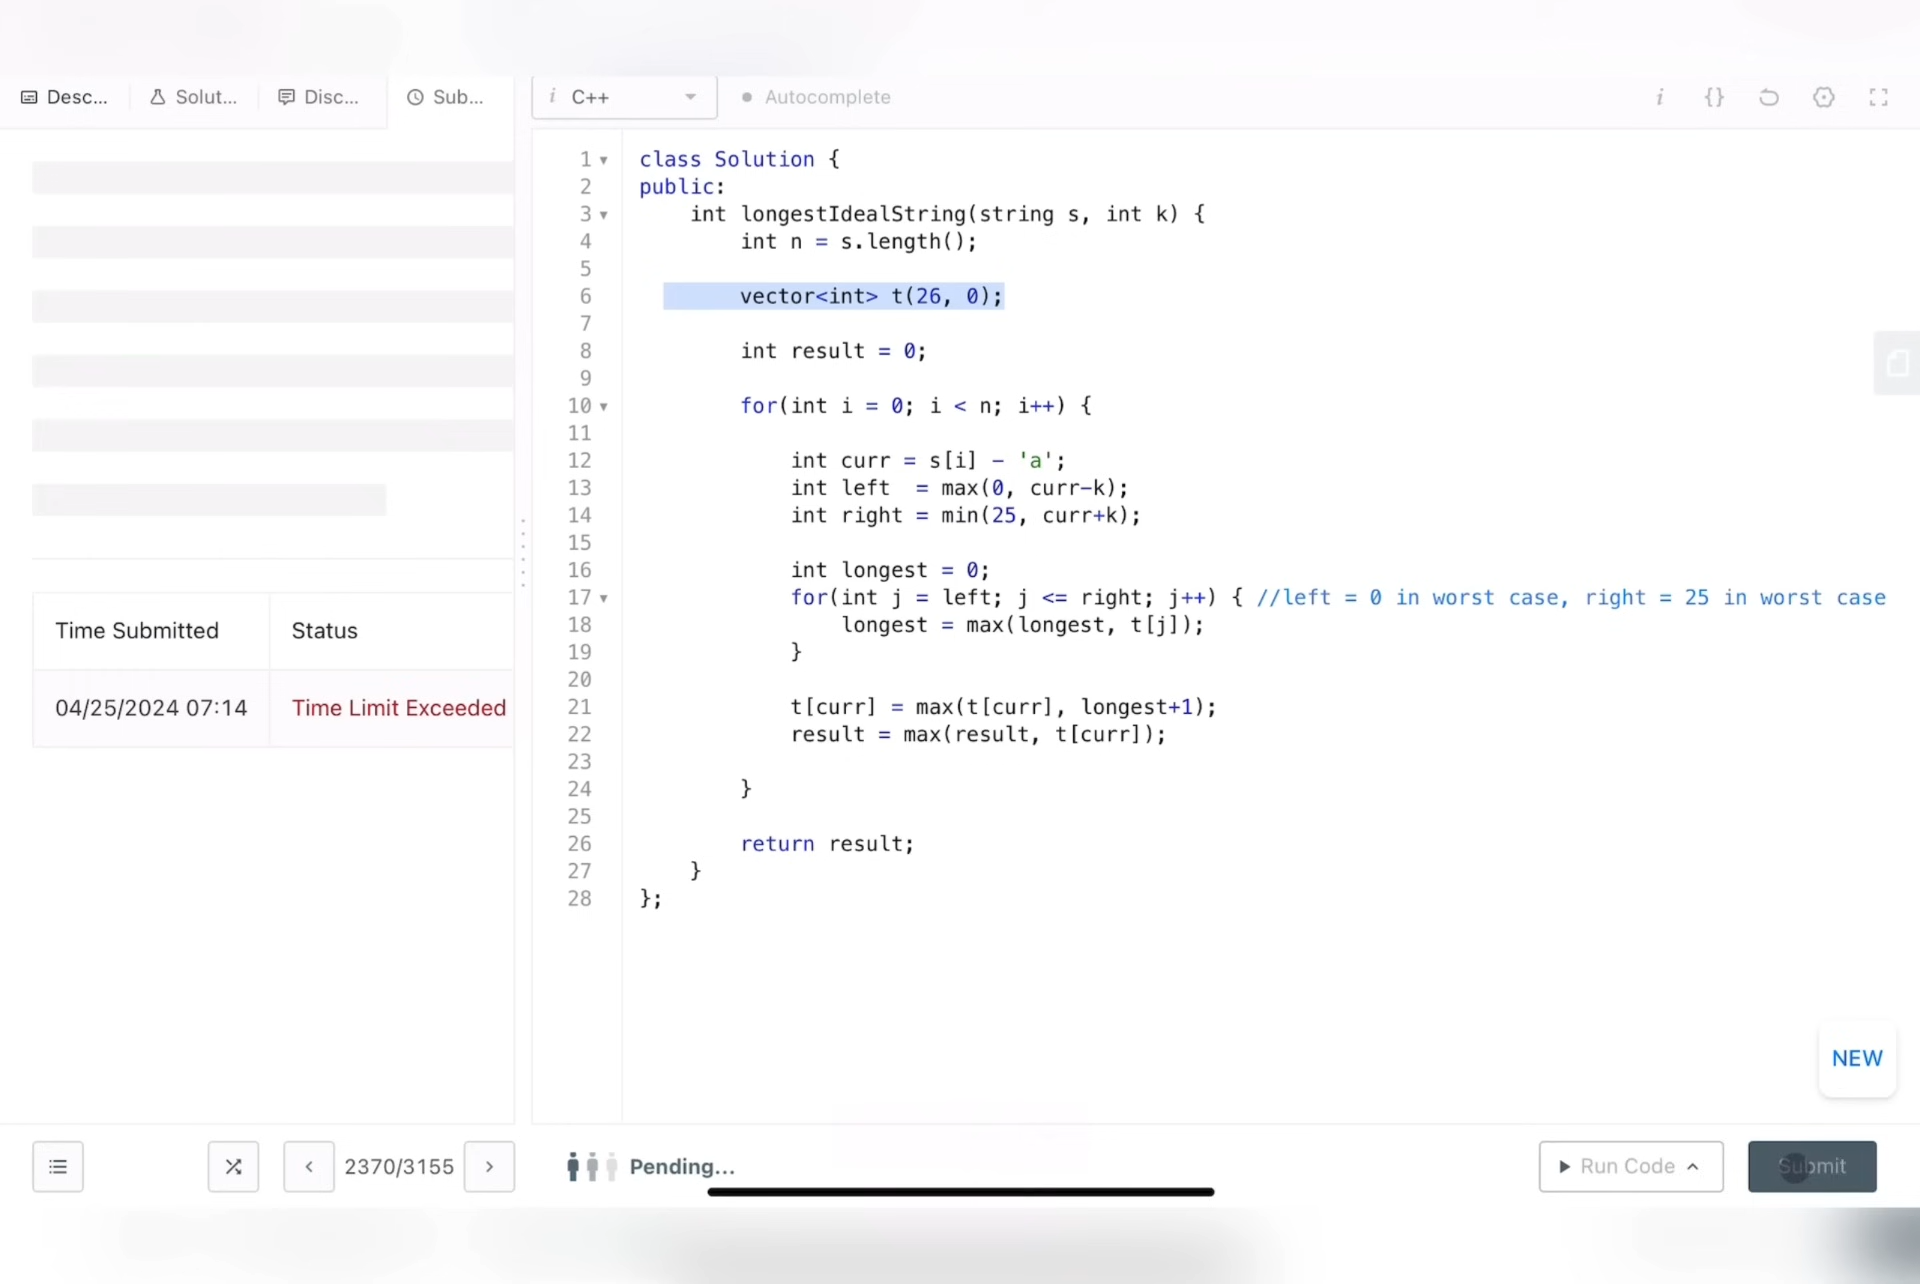 Desc...
Solut...
Disc...
Sub...
i C++
Autocomplete
i {}
1 class Solution {
2 public:
3     int longestIdealString(string s, int k) {
4         int n = s.length();
5
6         vector<int> t(26, 0);
7
8         int result = 0;
9
10         for(int i = 0; i < n; i++) {
11
12             int curr = s[i] - 'a';
13             int left  = max(0, curr-k);
14             int right = min(25, curr+k);
15
16             int longest = 0;
17             for(int j = left; j <= right; j++) { //left = 0 in worst case, right = 25 in worst case
18                 longest = max(longest, t[j]);
19             }
20
21             t[curr] = max(t[curr], longest+1);
22             result = max(result, t[curr]);
23
24         }
25
26         return result;
27     }
28 };
Time Submitted Status
04/25/2024 07:14 Time Limit Exceeded
NEW
2370/3155
Pending...
Run Code
Submit